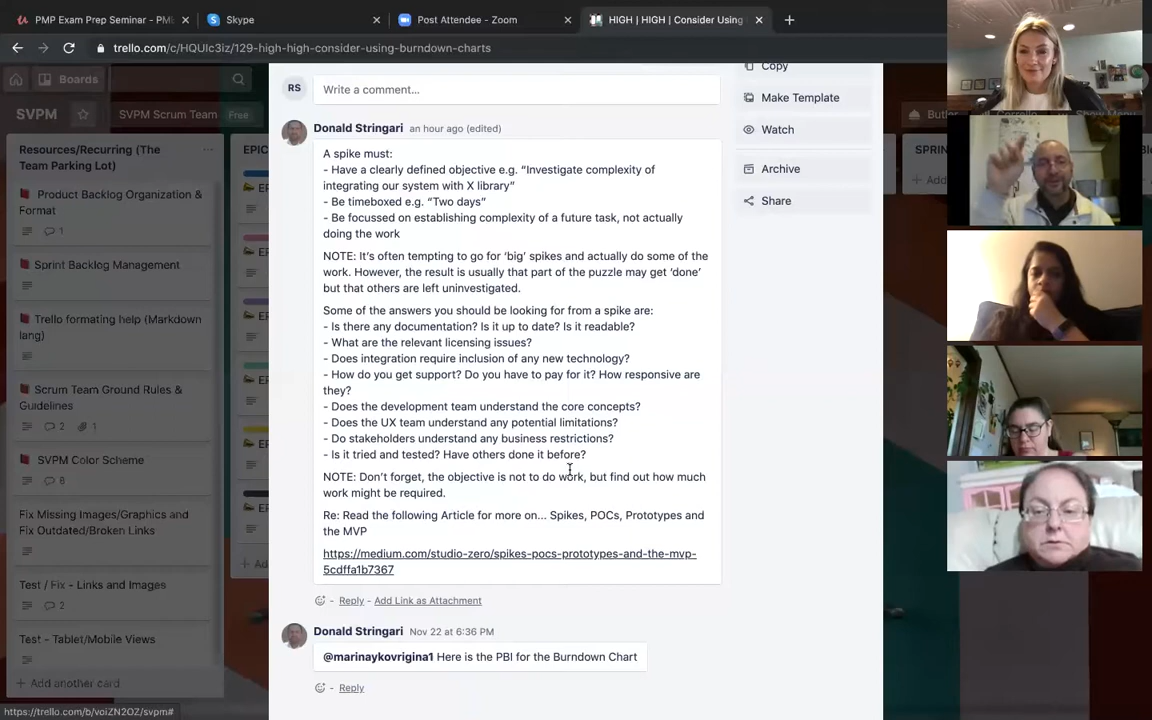 PMP Exam Prep Seminar - PMI
Skype
Post Attendee - Zoom
HIGH | HIGH | Consider Using
trello.com/c/HQUIc3iz/129-high-high-consider-using-burndown-charts
Boards
SVPM
SVPM Scrum Team
Free
Butler
Corrello
Show Menu
Resources/Recurring (The
Team Parking Lot)
Product Backlog Organization &
Format
1
Sprint Backlog Management
Trello formating help (Markdown
lang)
Scrum Team Ground Rules &
Guidelines
2
1
SVPM Color Scheme
8
Fix Missing Images/Graphics and
Fix Outdated/Broken Links
Test / Fix - Links and Images
2
Test - Tablet/Mobile Views
+ Add another card
https://trello.com/b/voiZN2OZ/svpm#
EPIC
+ Add
RS
Write a comment...
Donald Stringari an hour ago (edited)
A spike must:
- Have a clearly defined objective e.g. “Investigate complexity of
integrating our system with X library”
- Be timeboxed e.g. “Two days”
- Be focussed on establishing complexity of a future task, not actually
doing the work
NOTE: It’s often tempting to go for ‘big’ spikes and actually do some of the
work. However, the result is usually that part of the puzzle may get ‘done’
but that others are left uninvestigated.
Some of the answers you should be looking for from a spike are:
- Is there any documentation? Is it up to date? Is it readable?
- What are the relevant licensing issues?
- Does integration require inclusion of any new technology?
- How do you get support? Do you have to pay for it? How responsive are
they?
- Does the development team understand the core concepts?
- Does the UX team understand any potential limitations?
- Do stakeholders understand any business restrictions?
- Is it tried and tested? Have others done it before?
NOTE: Don’t forget, the objective is not to do work, but find out how much
work might be required.
Re: Read the following Article for more on... Spikes, POCs, Prototypes and
the MVP
https://medium.com/studio-zero/spikes-pocs-prototypes-and-the-mvp-
5cdffa1b7367
- Reply - Add Link as Attachment
Donald Stringari Nov 22 at 6:36 PM
@marinaykovrigina1 Here is the PBI for the Burndown Chart
- Reply
Copy
Make Template
Watch
Archive
Share
SPRIN
+ Add